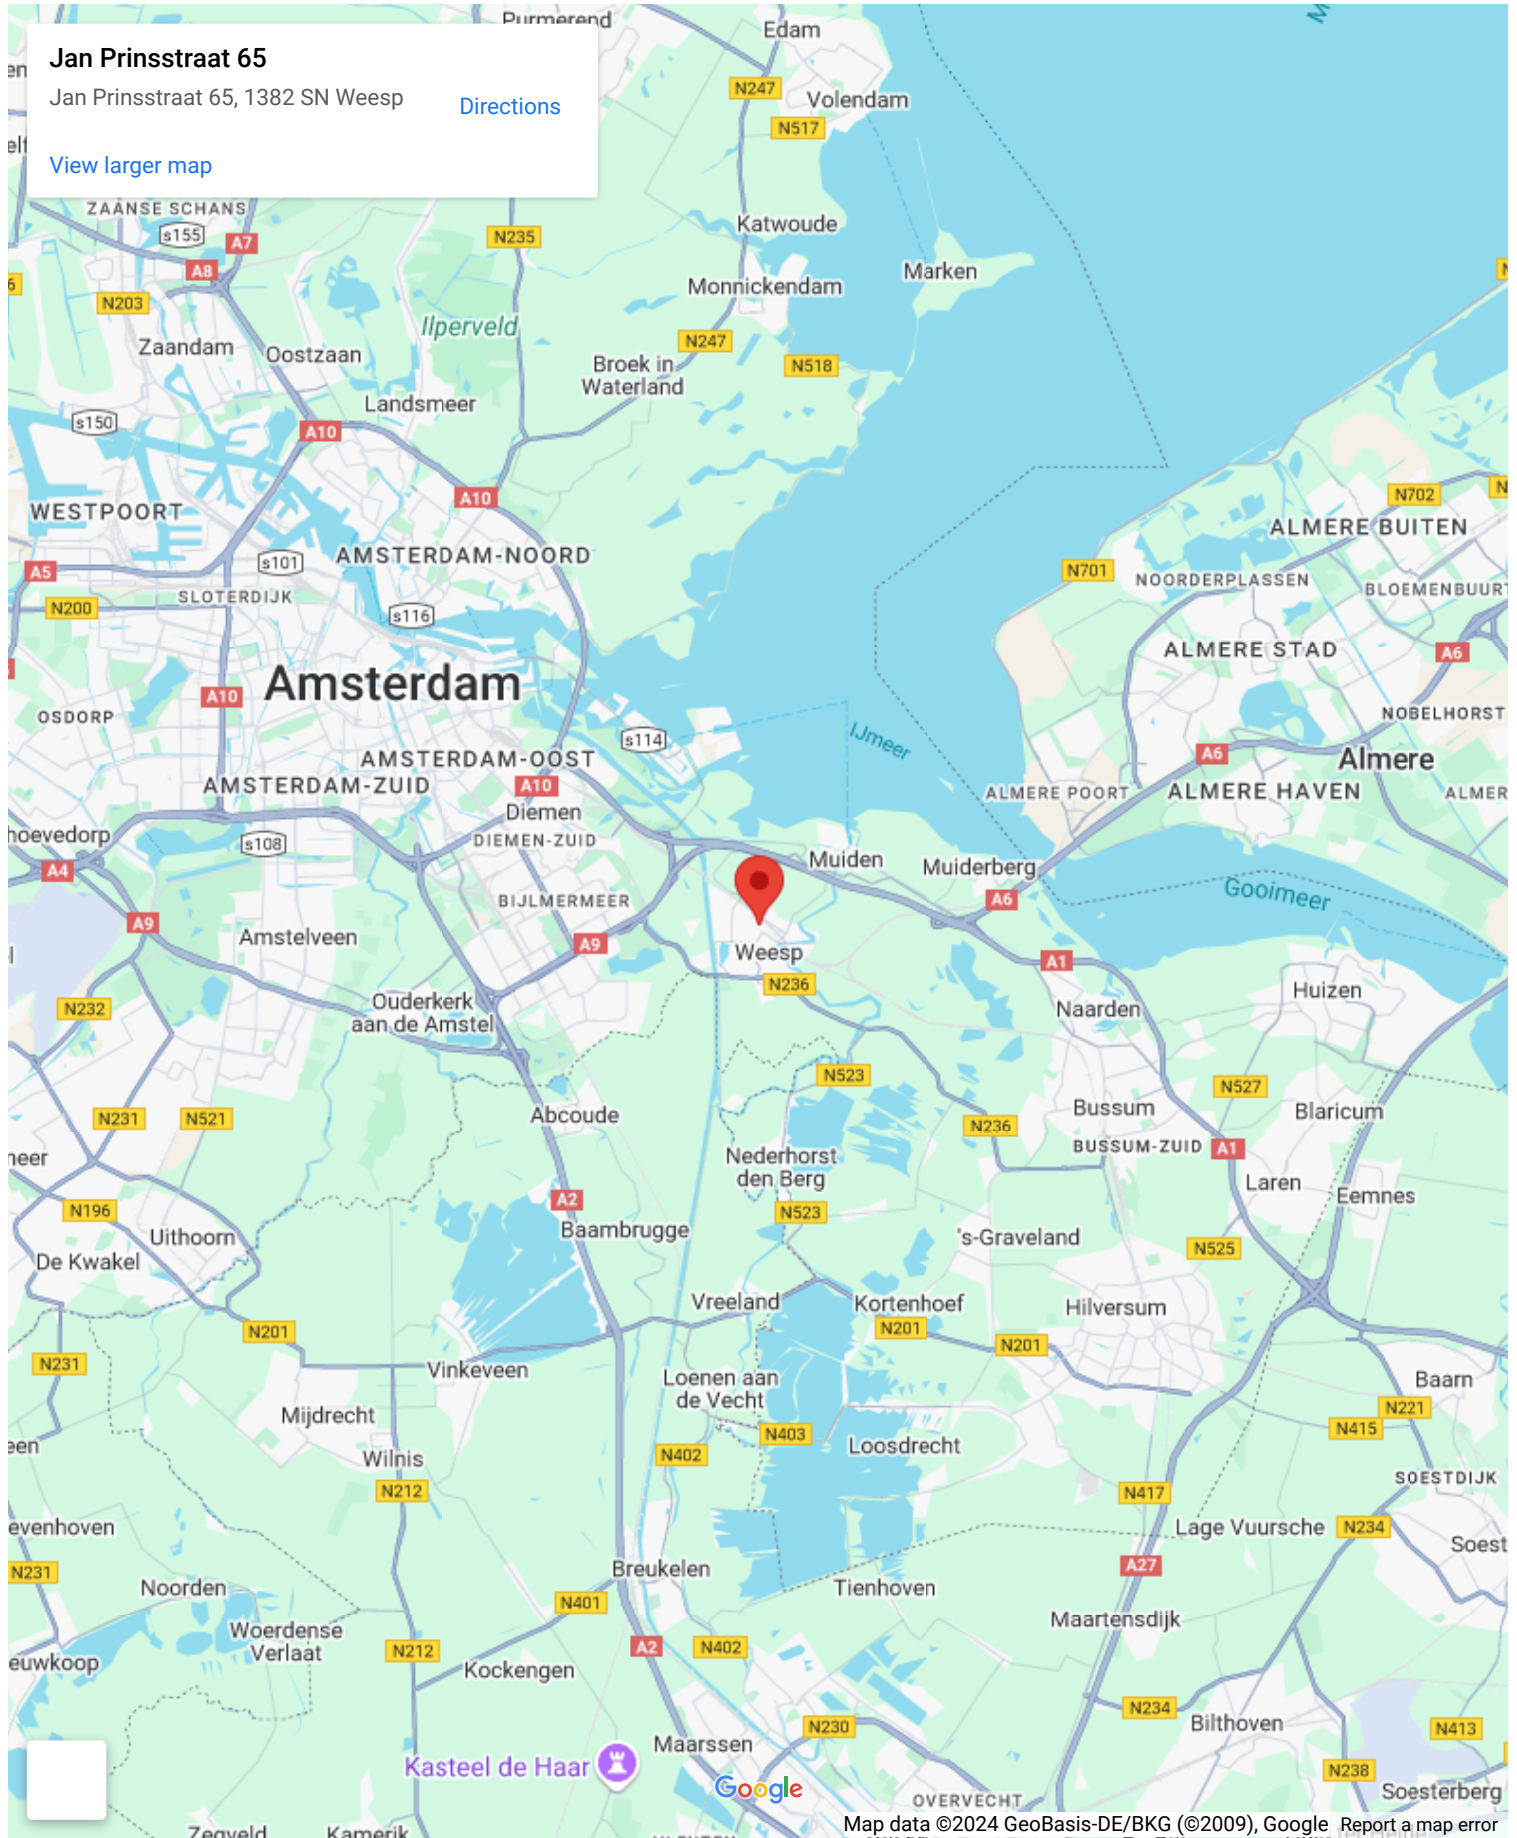 Jan Prinsstraat 65
Jan Prinsstraat 65, 1382 SN Weesp
Directions
View larger map
Purmerend
Edam
N247
Volendam
N517
ZAANSE SCHANS
s155
A7
N235
Katwoude
A8
Marken
N203
Monnickendam
Ilperveld
Zaandam
Oostzaan
N247
Broek in
Waterland
N518
Landsmeer
s150
A10
A10
N702
WESTPOORT
ALMERE BUITEN
AMSTERDAM-NOORD
s101
A5
N701
NOORDERPLASSEN
SLOTERDIJK
BLOEMENBUURT
N200
s116
ALMERE STAD
A6
Amsterdam
A10
OSDORP
NOBELHORST
s114
IJmeer
AMSTERDAM-OOST
A6
Almere
AMSTERDAM-ZUID
A10
ALMERE POORT
ALMERE HAVEN
ALMER
Diemen
hoevedorp
s108
DIEMEN-ZUID
Muiden
Muiderberg
A4
Gooimeer
BIJLMERMEER
A6
A9
Amstelveen
A9
Weesp
A1
N236
Huizen
N232
Ouderkerk
aan de Amstel
Naarden
N523
N527
N231
N521
Abcoude
Bussum
Blaricum
N236
BUSSUM-ZUID
A1
neer
Nederhorst
den Berg
Laren
Eemnes
A2
N196
N523
Baambrugge
Uithoorn
's-Graveland
N525
De Kwakel
Vreeland
Kortenhoef
Hilversum
N201
N201
N201
N231
Vinkeveen
Loenen aan
de Vecht
Baarn
N221
Mijdrecht
N415
N403
een
Loosdrecht
N402
Wilnis
SOESTDIJK
N212
N417
evenhoven
Lage Vuursche
N234
Soest
N231
Breukelen
A27
Noorden
Tienhoven
N401
Maartensdijk
Woerdense
Verlaat
N212
A2
N402
euwkoop
Kockengen
N234
Bilthoven
N230
N413
Maarssen
Kasteel de Haar
N238
Google
Soesterberg
OVERVECHT
Map data ©2024 GeoBasis-DE/BKG (©2009), Google
Report a map error
Zegveld
Kamerik